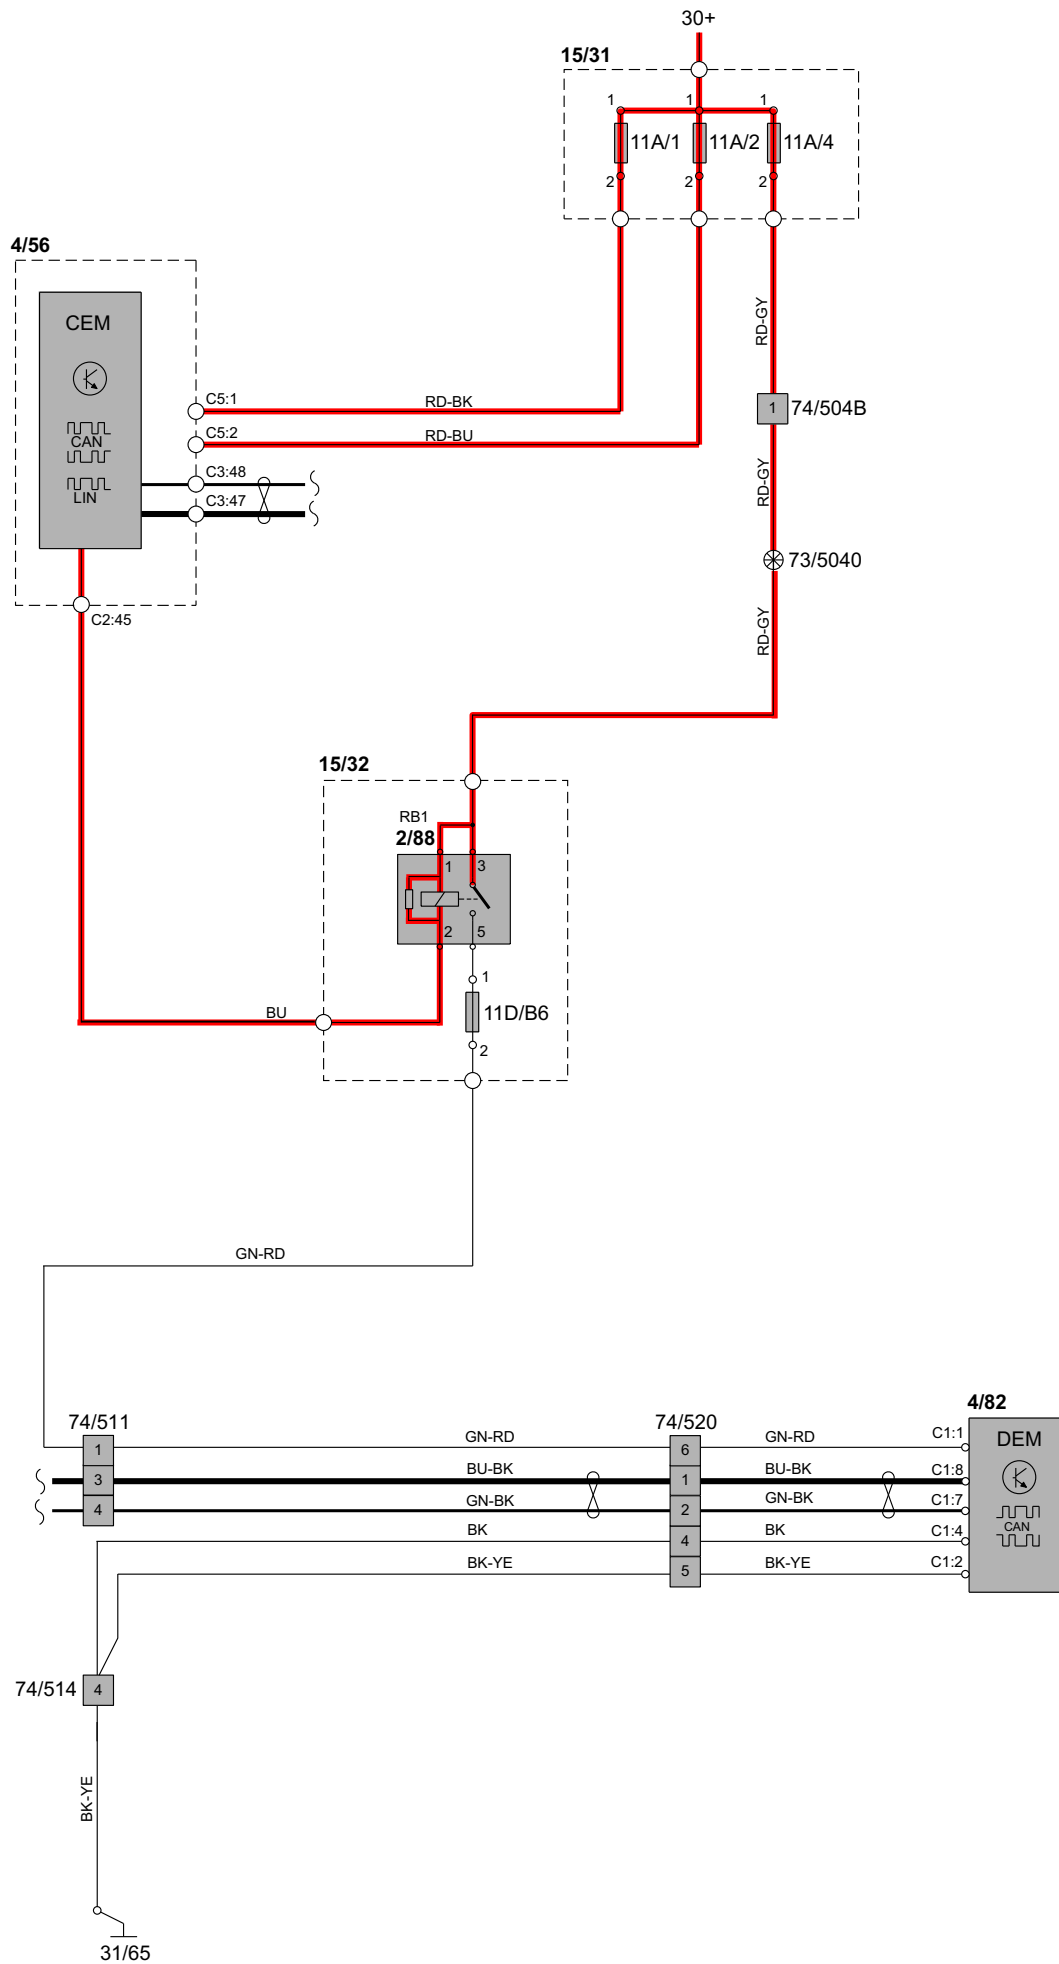 30+
15/31
1 1 1
11A/1 11A/2 11A/4
2 2 2
4/56
CEM
CAN
LIN
C5:1
RD-BK
C5:2
RD-BU
C3:48
C3:47
C2:45
RD-GY
1 74/504B
RD-GY
73/5040
RD-GY
15/32
RB1
2/88
1 3
2 5
1
11D/B6
2
BU
GN-RD
74/511
74/520
4/82
DEM
CAN
1 GN-RD 6 GN-RD C1:1
3 BU-BK 1 BU-BK C1:8
4 GN-BK 2 GN-BK C1:7
BK 4 BK C1:4
BK-YE 5 BK-YE C1:2
74/514 4
BK-YE
31/65